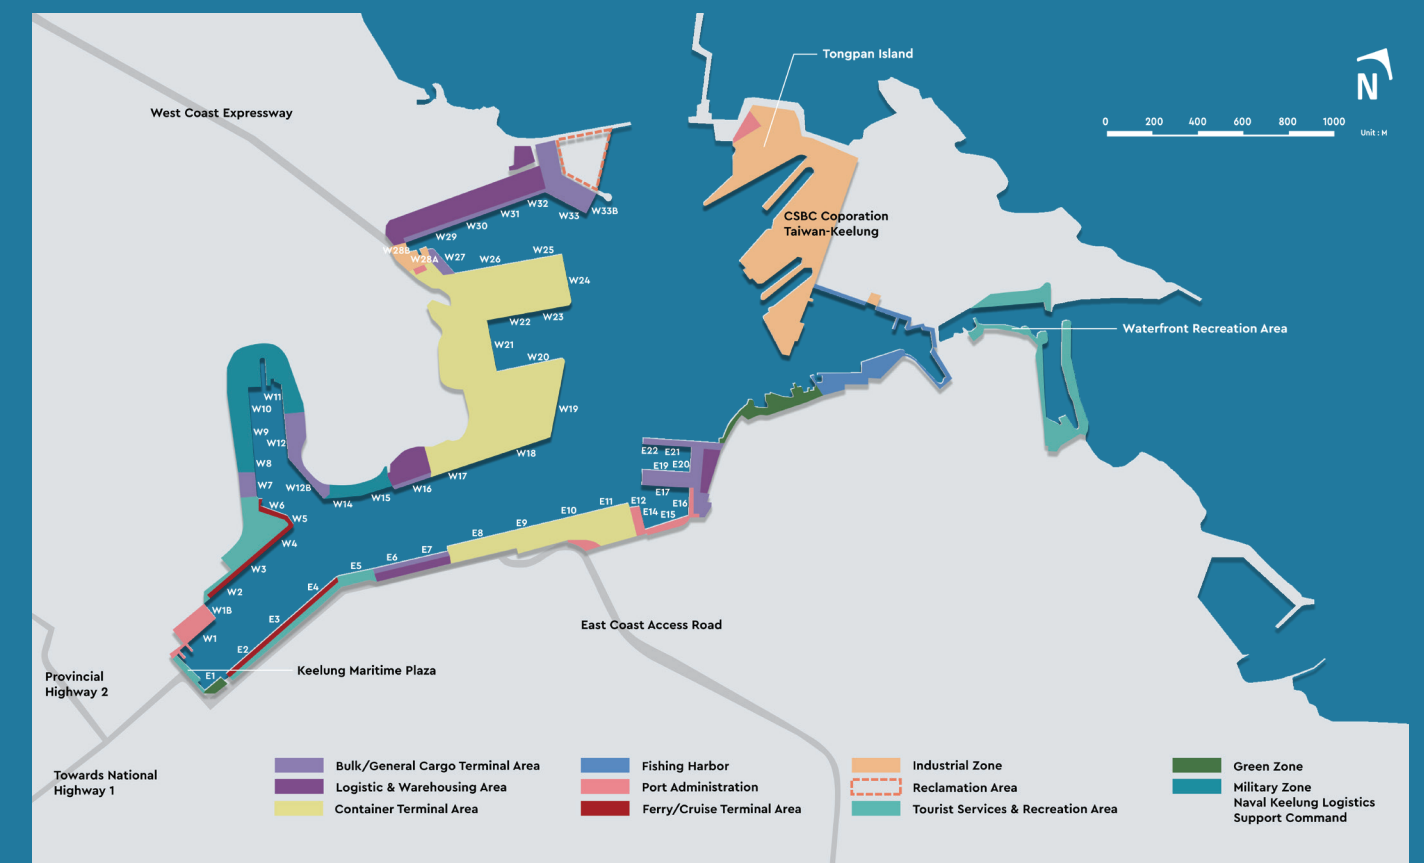 Tongpan Island
N
West Coast Expressway
0 200 400 600 800 1000
Unit : M
W33B
W33
W32
W31
W30
W29
W28B
W28A
W27
W26
W25
W24
W23
W22
W21
W20
W19
W18
W17
W16
W15
W14
W12B
W12
W11
W10
W9
W8
W7
W6
W5
W4
W3
W2
W1B
W1
CSBC Coporation
Taiwan-Keelung
Waterfront Recreation Area
E22
E21
E20
E19
E17
E16
E15
E14
E12
E11
E10
E9
E8
E7
E6
E5
E4
E3
E2
E1
East Coast Access Road
Keelung Maritime Plaza
Provincial
Highway 2
Towards National
Highway 1
Bulk/General Cargo Terminal Area
Logistic & Warehousing Area
Container Terminal Area
Fishing Harbor
Port Administration
Ferry/Cruise Terminal Area
Industrial Zone
Reclamation Area
Tourist Services & Recreation Area
Green Zone
Military Zone
Naval Keelung Logistics
Support Command